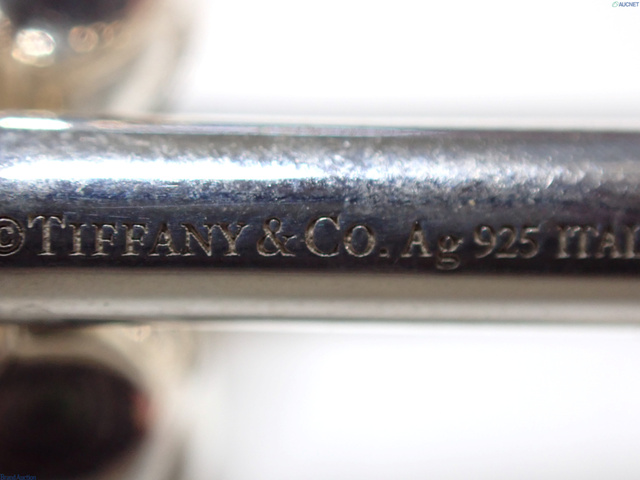 AUCNET
©TIFFANY & CO. Ag 925 ITAL